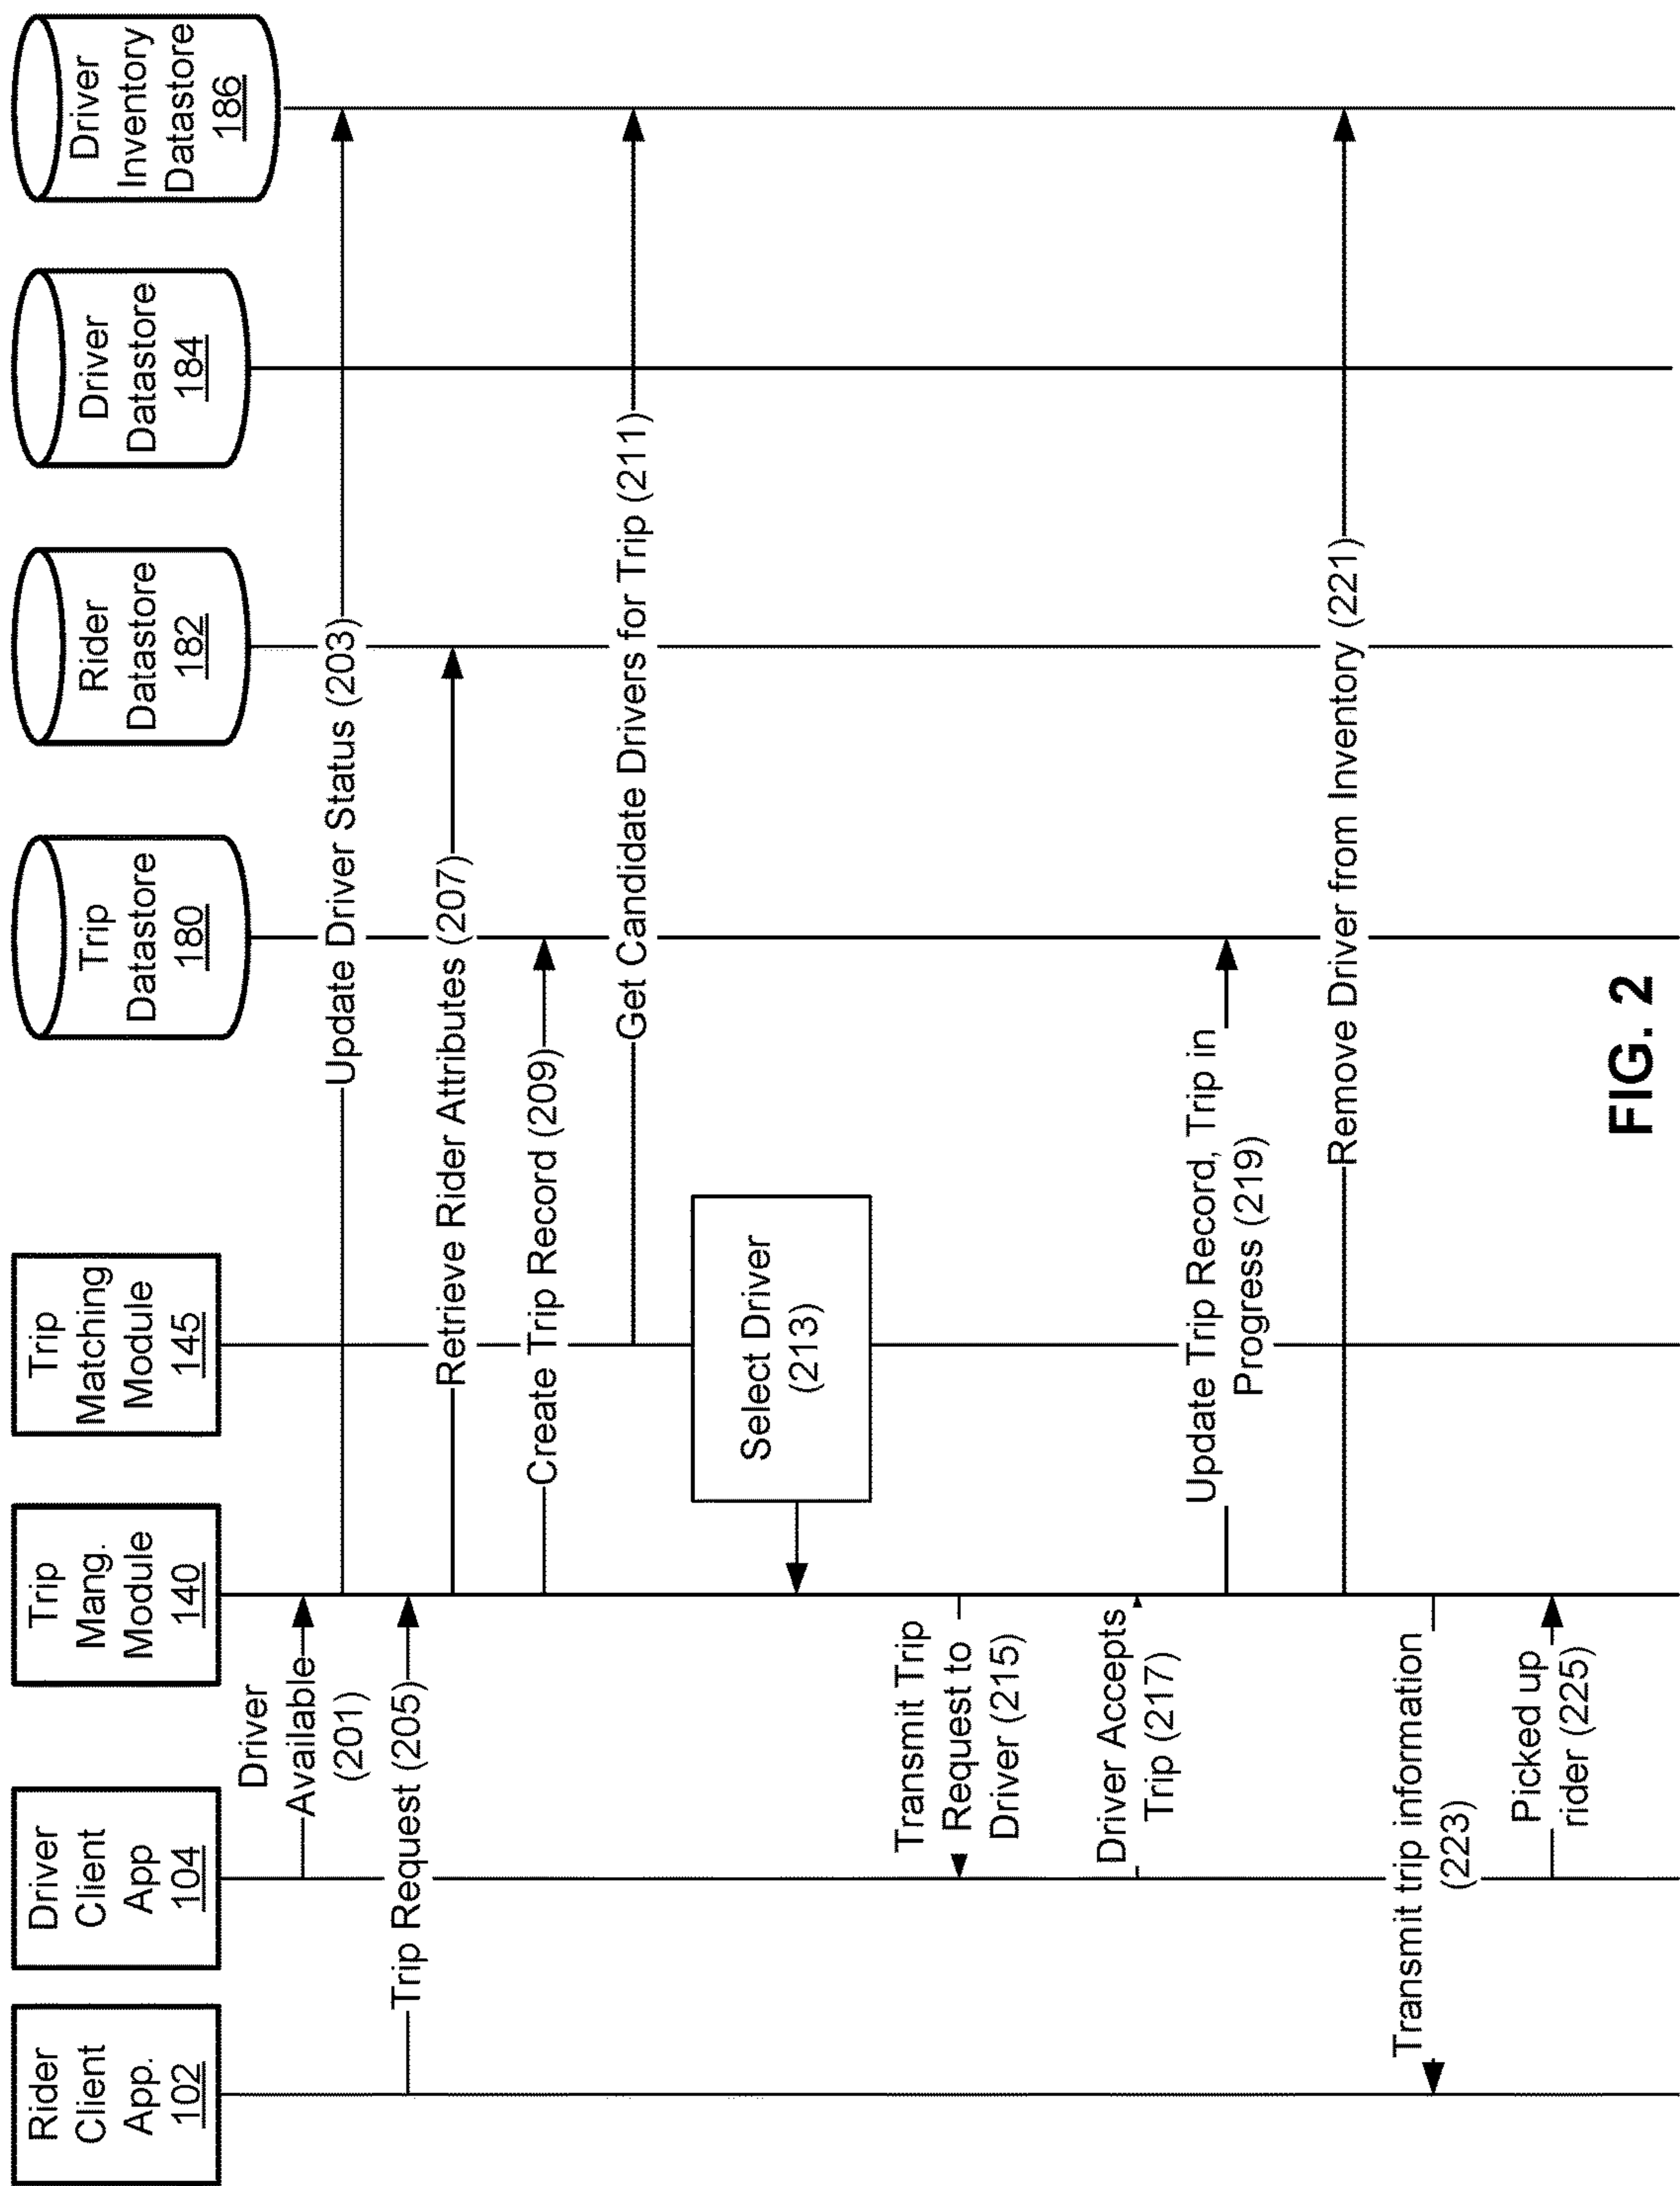 Rider
Client
App.
102
Driver
Client
App
104
Trip
Mang.
Module
140
Trip
Matching
Module
145
Trip
Datastore
180
Rider
Datastore
182
Driver
Datastore
184
Driver
Inventory
Datastore
186
Driver
Available
(201)
Update Driver Status (203)
Trip Request (205)
Retrieve Rider Attributes (207)
Create Trip Record (209)
Get Candidate Drivers for Trip (211)
Select Driver
(213)
Transmit Trip
Request to
Driver (215)
Driver Accepts
Trip (217)
Update Trip Record, Trip in
Progress (219)
Remove Driver from Inventory (221)
Transmit trip information
(223)
Picked up
rider (225)
FIG. 2